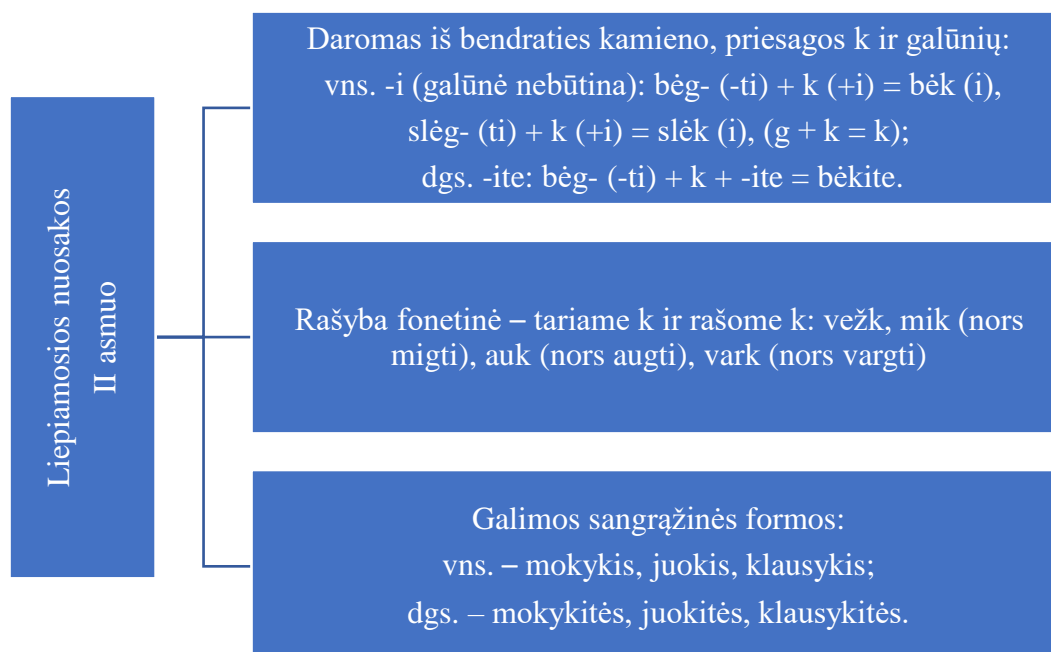 Liepiamosios nuosakos
II asmuo
Daromas iš bendraties kamieno, priesagos k ir galūnių:
vns. -i (galūnė nebūtina): bėg- (-ti) + k (+i) = bėk (i),
slėg- (ti) + k (+i) = slėk (i), (g + k = k);
dgs. -ite: bėg- (-ti) + k + -ite = bėkite.
Rašyba fonetinė – tariame k ir rašome k: vežk, mik (nors
migti), auk (nors augti), vark (nors vargti)
Galimos sangrąžinės formos:
vns. – mokykis, juokis, klausykis;
dgs. – mokykitės, juokitės, klausykitės.